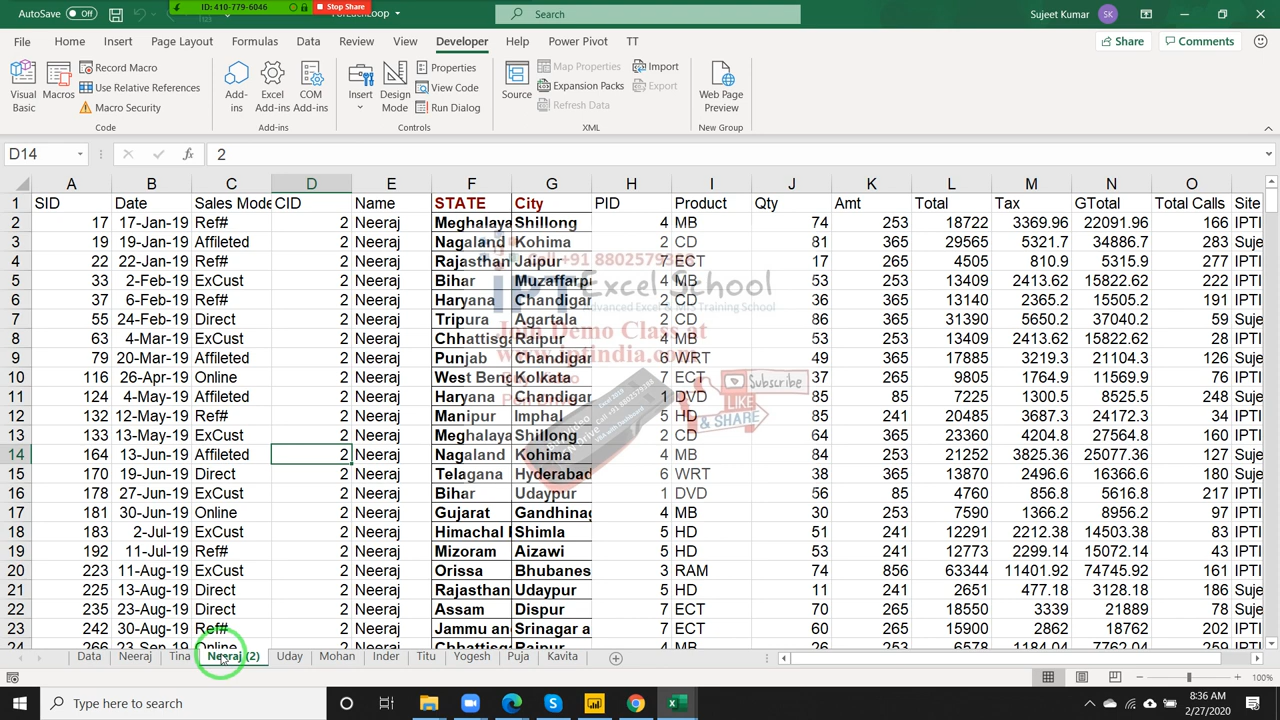 AutoSave Off ForEachLoop Search Sujeet Kumar SK
ID: 410-779-6046 Stop Share
File Home Insert Page Layout Formulas Data Review View Developer Help Power Pivot TT Share Comments
Visual Basic Macros Record Macro Use Relative References Macro Security Add-ins Excel Add-ins COM Add-ins Insert Design Mode Properties View Code Run Dialog Source Map Properties Expansion Packs Refresh Data Import Export Web Page Preview
Code Add-ins Controls XML New Group
D14 fx 2
A B C D E F G H I J K L M N O
1 SID Date Sales Mode CID Name STATE City PID Product Qty Amt Total Tax GTotal Total Calls Site
2 17 17-Jan-19 Ref# 2 Neeraj Meghalaya Shillong 4 MB 74 253 18722 3369.96 22091.96 166 IPTI
3 19 19-Jan-19 Affileted 2 Neeraj Nagaland Kohima 2 CD 81 365 29565 5321.7 34886.7 283 Suje
4 22 22-Jan-19 Ref# 2 Neeraj Rajasthan Jaipur 7 ECT 17 265 4505 810.9 5315.9 277 IPTI
5 33 2-Feb-19 ExCust 2 Neeraj Bihar Muzaffarpu 4 MB 53 253 13409 2413.62 15822.62 222 IPTI
6 37 6-Feb-19 Ref# 2 Neeraj Haryana Chandigar 2 CD 36 365 13140 2365.2 15505.2 191 IPTI
7 55 24-Feb-19 Direct 2 Neeraj Tripura Agartala 2 CD 86 365 31390 5650.2 37040.2 59 Suje
8 63 4-Mar-19 ExCust 2 Neeraj Chhattisga Raipur 4 MB 53 253 13409 2413.62 15822.62 28 IPTI
9 79 20-Mar-19 Affileted 2 Neeraj Punjab Chandigar 6 WRT 49 365 17885 3219.3 21104.3 126 Suje
10 116 26-Apr-19 Online 2 Neeraj West Beng Kolkata 7 ECT 37 265 9805 1764.9 11569.9 76 Suje
11 124 4-May-19 Affileted 2 Neeraj Haryana Chandigar 1 DVD 85 85 7225 1300.5 8525.5 248 Suje
12 132 12-May-19 Ref# 2 Neeraj Manipur Imphal 5 HD 85 241 20485 3687.3 24172.3 34 IPTI
13 133 13-May-19 ExCust 2 Neeraj Meghalaya Shillong 2 CD 64 365 23360 4204.8 27564.8 160 IPTI
14 164 13-Jun-19 Affileted 2 Neeraj Nagaland Kohima 4 MB 84 253 21252 3825.36 25077.36 127 IPTI
15 170 19-Jun-19 Direct 2 Neeraj Telagana Hyderabad 6 WRT 38 365 13870 2496.6 16366.6 180 IPTI
16 178 27-Jun-19 ExCust 2 Neeraj Bihar Udaypur 1 DVD 56 85 4760 856.8 5616.8 217 IPTI
17 181 30-Jun-19 Online 2 Neeraj Gujarat Gandhinag 4 MB 30 253 7590 1366.2 8956.2 97 IPTI
18 183 2-Jul-19 ExCust 2 Neeraj Himachal Shimla 5 HD 51 241 12291 2212.38 14503.38 83 IPTI
19 192 11-Jul-19 Ref# 2 Neeraj Mizoram Aizawi 5 HD 53 241 12773 2299.14 15072.14 43 IPTI
20 223 11-Aug-19 ExCust 2 Neeraj Orissa Bhubanes 3 RAM 74 856 63344 11401.92 74745.92 161 IPTI
21 225 13-Aug-19 Direct 2 Neeraj Rajasthan Udaypur 5 HD 11 241 2651 477.18 3128.18 186 IPTI
22 235 23-Aug-19 Direct 2 Neeraj Assam Dispur 7 ECT 70 265 18550 3339 21889 78 Suje
23 242 30-Aug-19 Ref# 2 Neeraj Jammu an Srinagar a 7 ECT 60 265 15900 2862 18762 202 IPTI
24 266 23-Sep-19 Online 2 Neeraj Chhattisga Raipur 4 MB 26 253 6578 1184.04 7762.04 28 IPTI
Call +91 8802579388
IPT Excel School
Advanced Excel & MIS Training School
Join Demo Class at
www.iptindia.com
Subscribe
LIKE
& SHARE
Data Neeraj Tina Neeraj (2) Uday Mohan Inder Titu Yogesh Puja Kavita
100%
Type here to search 8:36 AM
2/27/2020